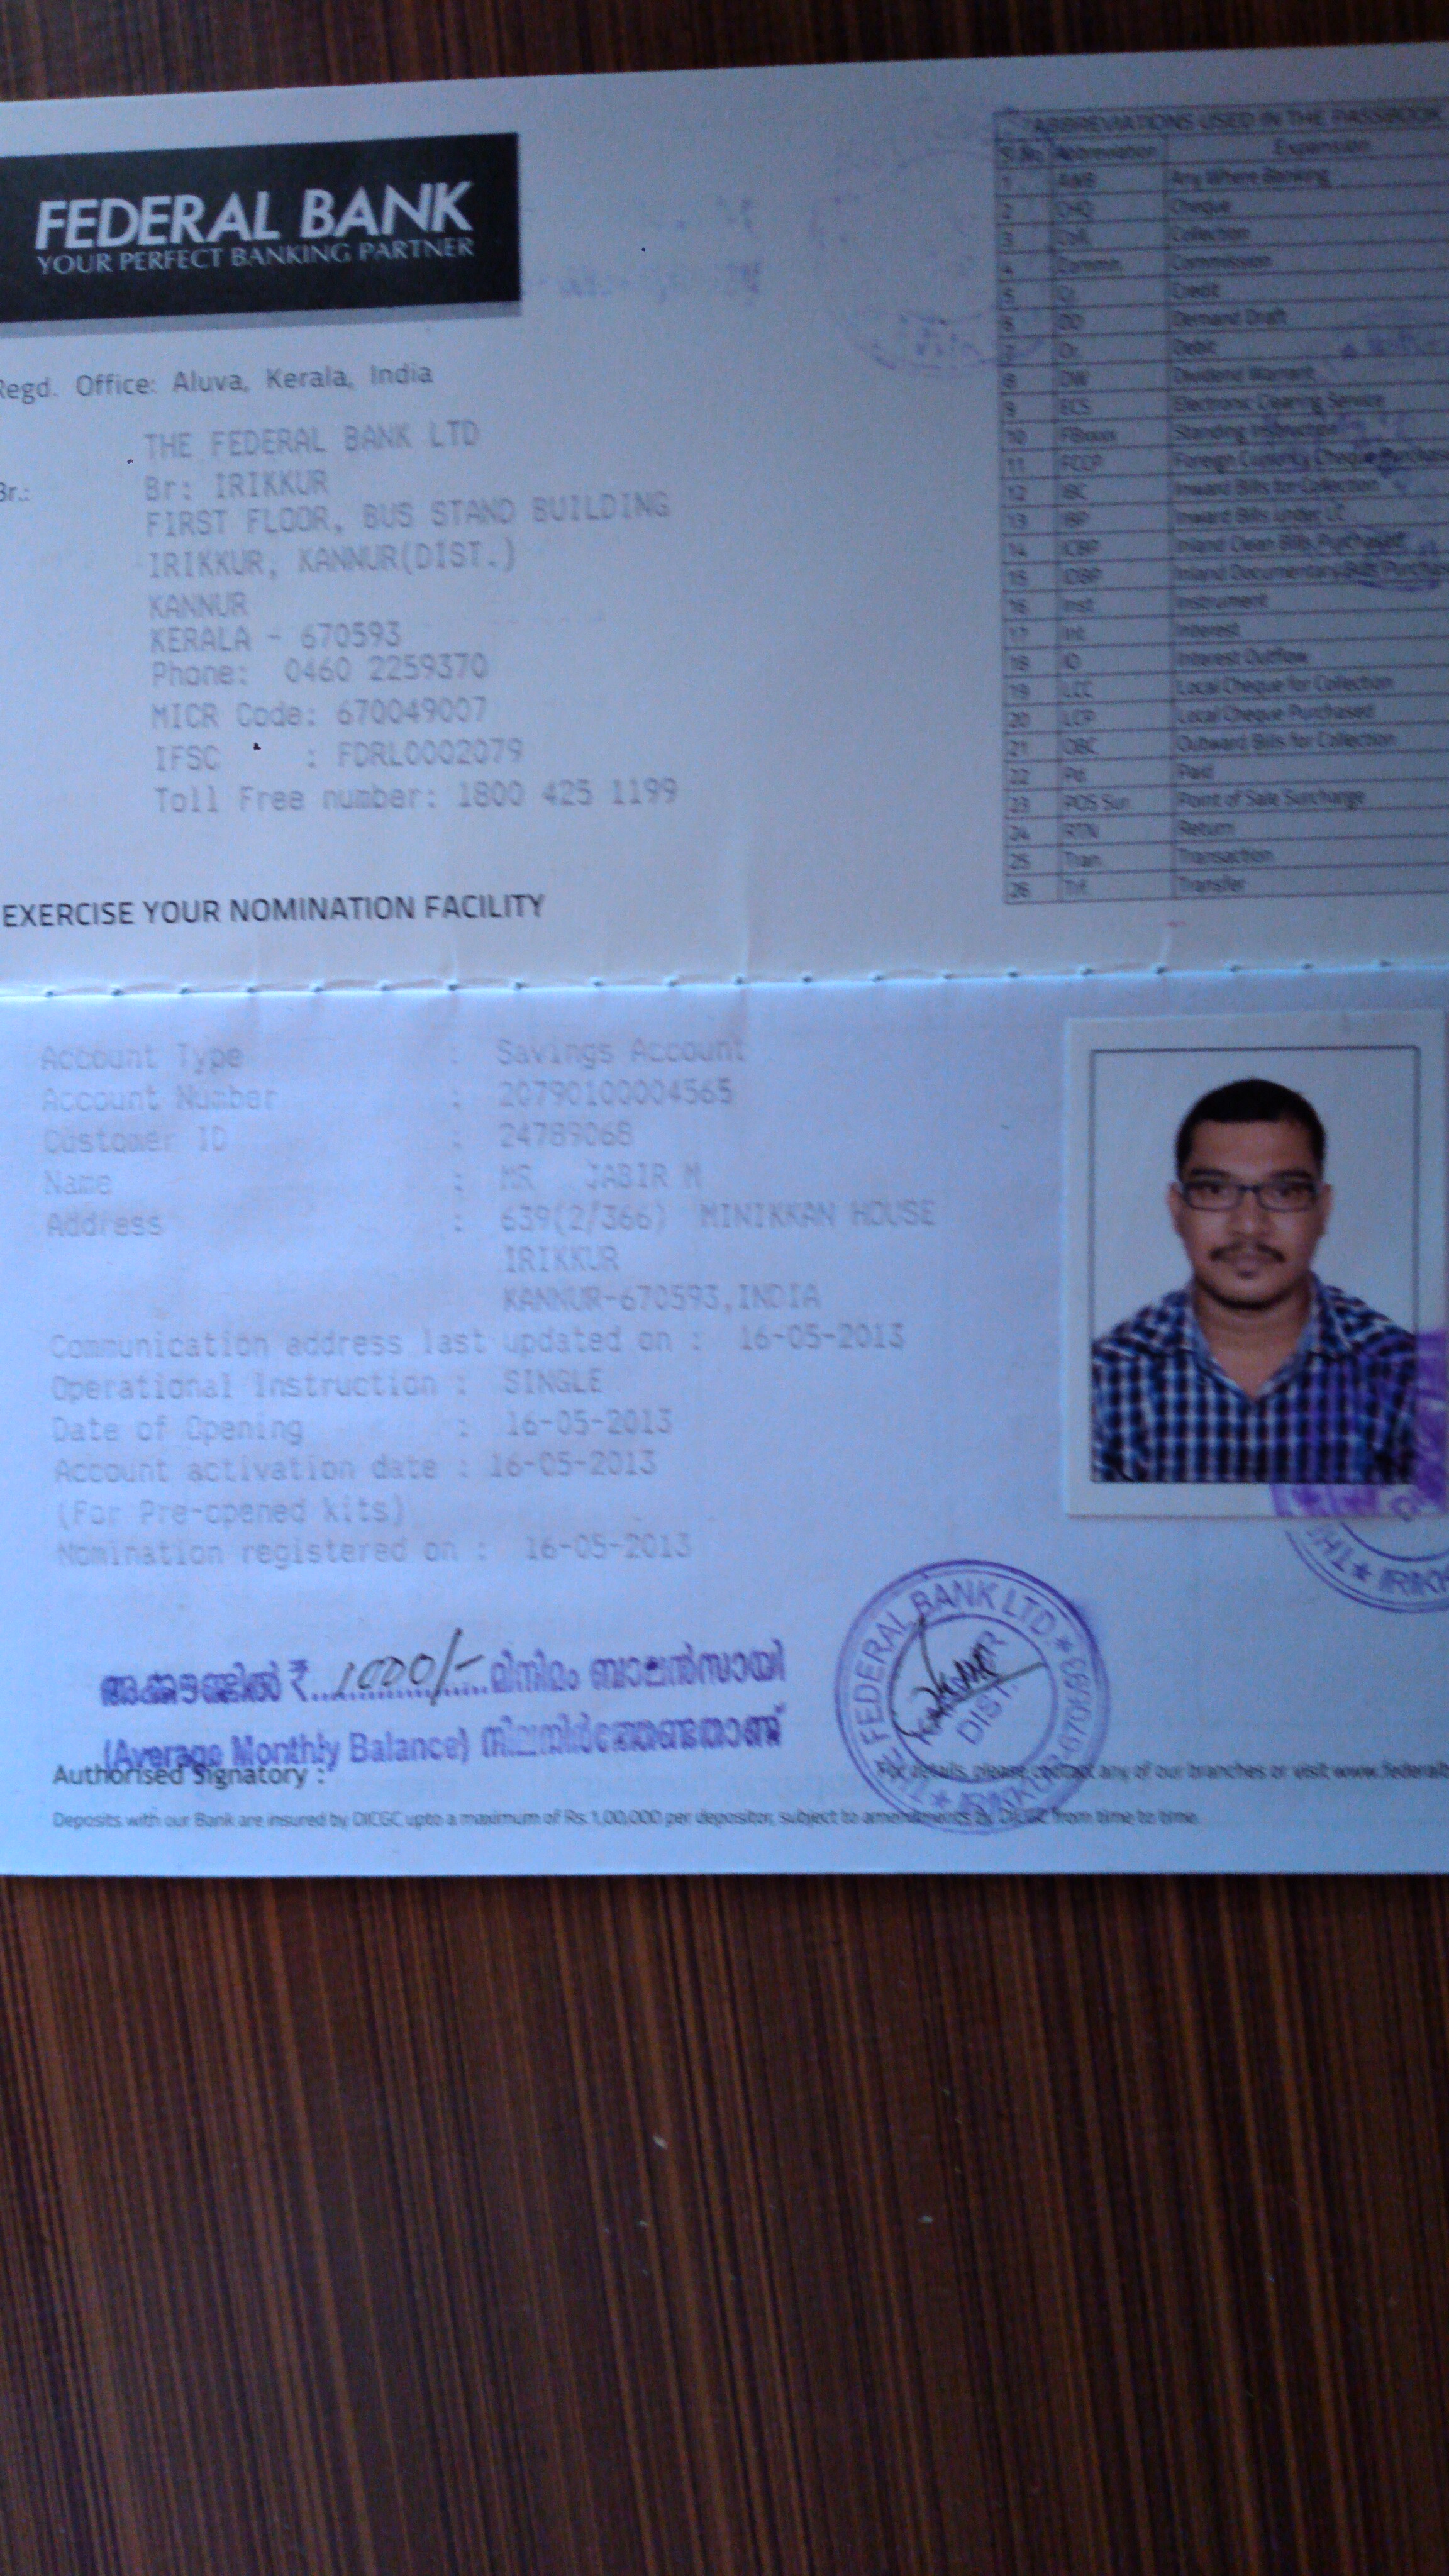 FEDERAL BANK
YOUR PERFECT BANKING PARTNER
Regd. Office: Aluva, Kerala, India
THE FEDERAL BANK LTD
Br.: Br: IRIKKUR
FIRST FLOOR, BUS STAND BUILDING
IRIKKUR, KANNUR(DIST.)
KANNUR
KERALA - 670593
Phone: 0460 2259370
MICR Code: 670049007
IFSC : FDRL0002079
Toll Free number: 1800 425 1199
EXERCISE YOUR NOMINATION FACILITY
ABBREVIATIONS USED IN THE PASSBOOK
Sl.No. Abbreviation Expansion
1 AWB Any Where Banking
2 CHQ Cheque
3 Coll. Collection
4 Commn. Commission
5 Cr. Credit
6 DD Demand Draft
7 Dr. Debit
8 DW Dividend Warrant
9 ECS Electronic Clearing Service
10 FBxxxx Standing Instruction
11 FCCP Foreign Currency Cheque Purchase
12 IBC Inward Bills for Collection
13 IBP Inward Bills under LC
14 ICBP Inland Clean Bills Purchased
15 IDBP Inland Documentary Bills Purchase
16 Inst Instrument
17 Int Interest
18 IO Interest Outflow
19 LCC Local Cheque for Collection
20 LCP Local Cheque Purchased
21 OBC Outward Bills for Collection
22 Pd Paid
23 POS Sur Point of Sale Surcharge
24 RTN Return
25 Tran. Transaction
26 Trf. Transfer
Account Type : Savings Account
Account Number : 20790100004565
Customer ID : 24789068
Name : MR JABIR M
Address : 639(2/366) MINIKKAN HOUSE
IRIKKUR
KANNUR-670593,INDIA
Communication address last updated on : 16-05-2013
Operational Instruction : SINGLE
Date of Opening : 16-05-2013
Account activation date : 16-05-2013
(For Pre-opened kits)
Nomination registered on : 16-05-2013
അക്കൗണ്ടിൽ ₹ 1000/- മിനിമം ബാലൻസായി
(Average Monthly Balance) നിലനിർത്തേണ്ടതാണ്
THE FEDERAL BANK LTD. ★ IRIKKUR-670593 ★
KANNUR DIST.
Authorised Signatory :
For details, please contact any of our branches or visit www.federalb
Deposits with our Bank are insured by DICGC upto a maximum of Rs. 1,00,000 per depositor, subject to amendments by DICGC from time to time.